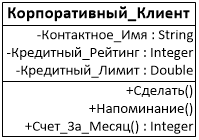 Корпоративный_Клиент
-Контактное_Имя : String
-Кредитный_Рейтинг : Integer
-Кредитный_Лимит : Double
+Сделать()
+Напоминание()
+Счет_За_Месяц() : Integer